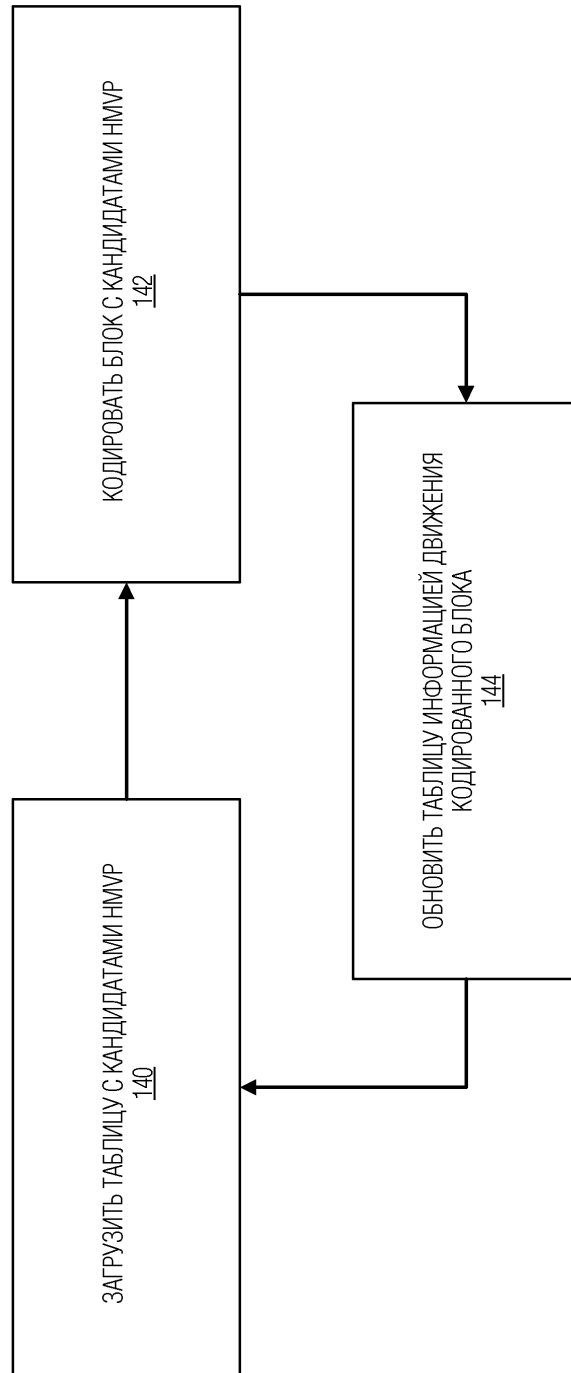 ЗАГРУЗИТЬ ТАБЛИЦУ С КАНДИДАТАМИ HMVP
140
КОДИРОВАТЬ БЛОК С КАНДИДАТАМИ HMVP
142
ОБНОВИТЬ ТАБЛИЦУ ИНФОРМАЦИЕЙ ДВИЖЕНИЯ
КОДИРОВАННОГО БЛОКА
144